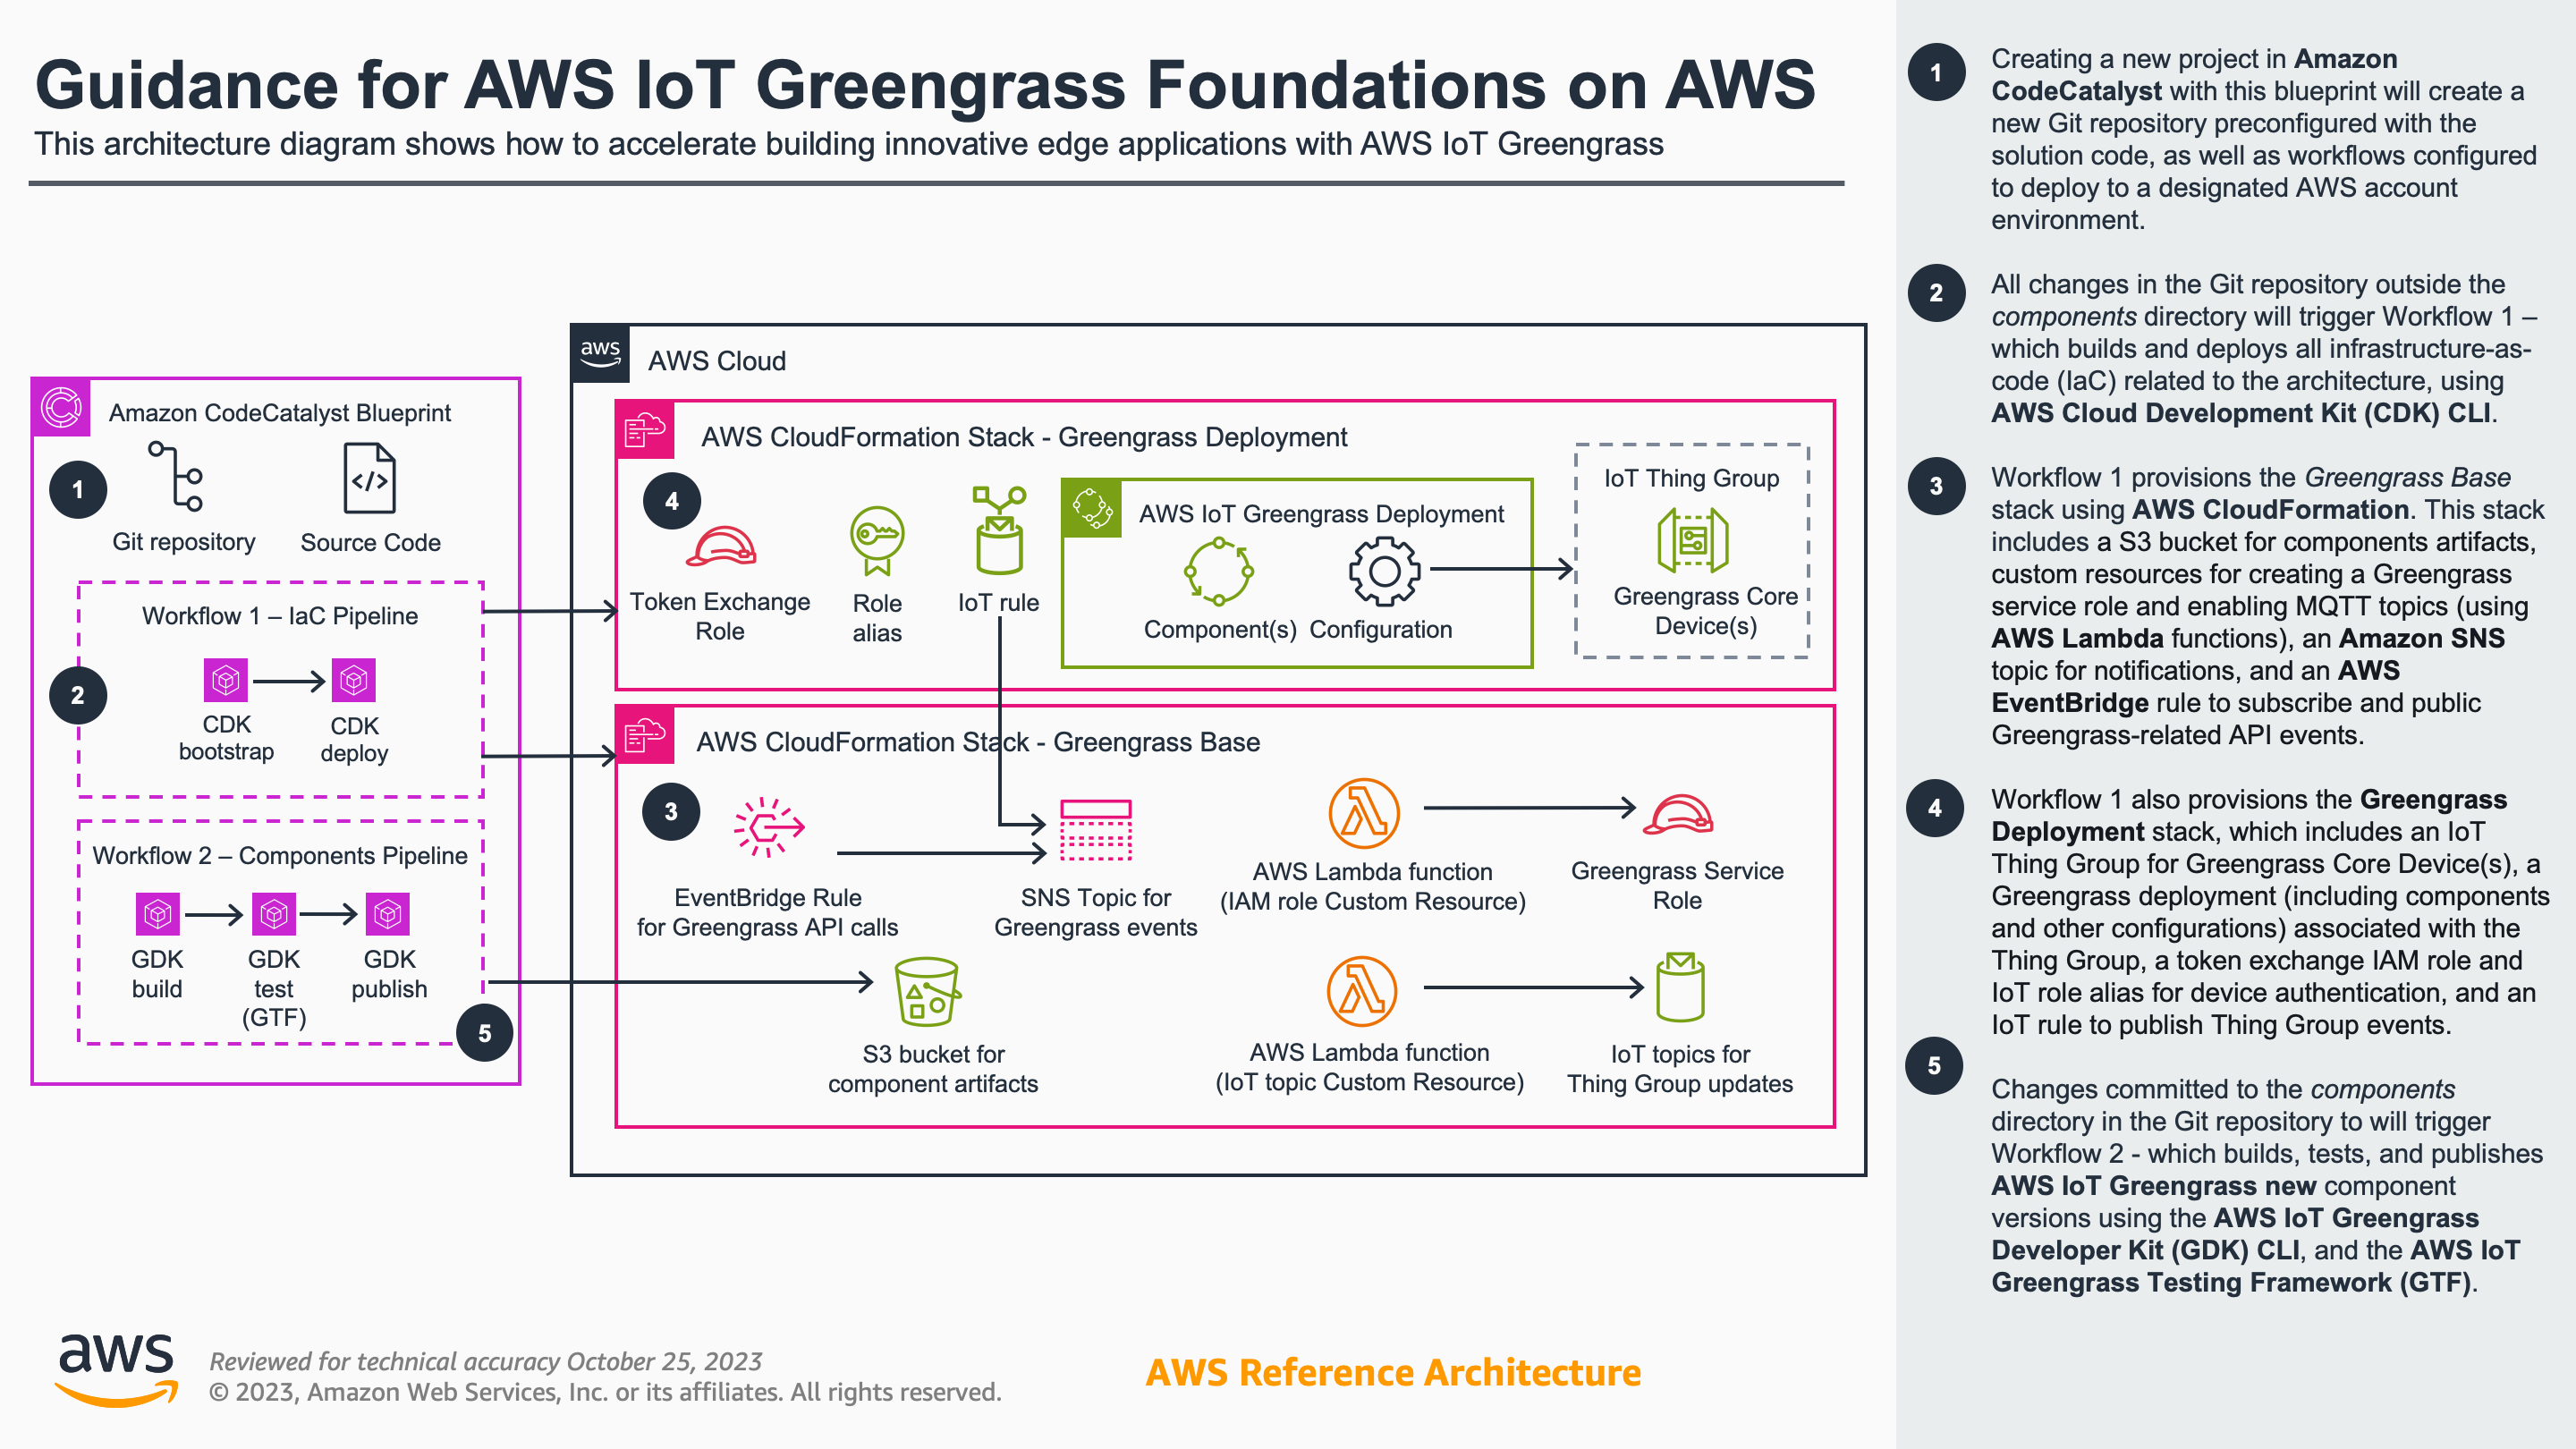 Guidance for AWS IoT Greengrass Foundations on AWS
This architecture diagram shows how to accelerate building innovative edge applications with AWS IoT Greengrass
Amazon CodeCatalyst Blueprint
1
</>
Git repository
Source Code
Workflow 1 – IaC Pipeline
2
CDK
bootstrap
CDK
deploy
Workflow 2 – Components Pipeline
GDK
build
GDK
test
(GTF)
GDK
publish
5
aws
AWS Cloud
AWS CloudFormation Stack - Greengrass Deployment
4
Token Exchange
Role
Role
alias
IoT rule
AWS IoT Greengrass Deployment
Component(s)
Configuration
IoT Thing Group
Greengrass Core
Device(s)
AWS CloudFormation Stack - Greengrass Base
3
EventBridge Rule
for Greengrass API calls
SNS Topic for
Greengrass events
AWS Lambda function
(IAM role Custom Resource)
Greengrass Service
Role
S3 bucket for
component artifacts
AWS Lambda function
(IoT topic Custom Resource)
IoT topics for
Thing Group updates
1
Creating a new project in Amazon
CodeCatalyst with this blueprint will create a
new Git repository preconfigured with the
solution code, as well as workflows configured
to deploy to a designated AWS account
environment.
2
All changes in the Git repository outside the
components directory will trigger Workflow 1 –
which builds and deploys all infrastructure-as-
code (IaC) related to the architecture, using
AWS Cloud Development Kit (CDK) CLI.
3
Workflow 1 provisions the Greengrass Base
stack using AWS CloudFormation. This stack
includes a S3 bucket for components artifacts,
custom resources for creating a Greengrass
service role and enabling MQTT topics (using
AWS Lambda functions), an Amazon SNS
topic for notifications, and an AWS
EventBridge rule to subscribe and public
Greengrass-related API events.
4
Workflow 1 also provisions the Greengrass
Deployment stack, which includes an IoT
Thing Group for Greengrass Core Device(s), a
Greengrass deployment (including components
and other configurations) associated with the
Thing Group, a token exchange IAM role and
IoT role alias for device authentication, and an
IoT rule to publish Thing Group events.
5
Changes committed to the components
directory in the Git repository to will trigger
Workflow 2 - which builds, tests, and publishes
AWS IoT Greengrass new component
versions using the AWS IoT Greengrass
Developer Kit (GDK) CLI, and the AWS IoT
Greengrass Testing Framework (GTF).
aws
Reviewed for technical accuracy October 25, 2023
© 2023, Amazon Web Services, Inc. or its affiliates. All rights reserved.
AWS Reference Architecture